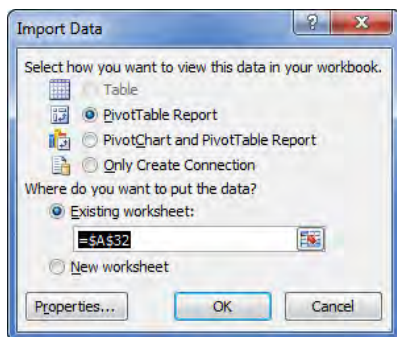 Import Data
Select how you want to view this data in your workbook.
Table
PivotTable Report
PivotChart and PivotTable Report
Only Create Connection
Where do you want to put the data?
Existing worksheet:
=$A$32
New worksheet
Properties... OK Cancel